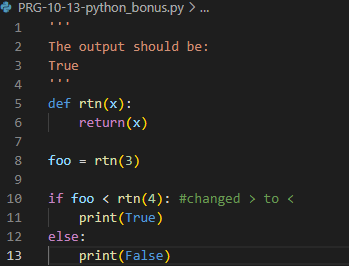 PRG-10-13-python_bonus.py > ...
1 '''
2 The output should be:
3 True
4 '''
5 def rtn(x):
6     return(x)
7
8 foo = rtn(3)
9
10 if foo < rtn(4): #changed > to <
11     print(True)
12 else:
13     print(False)